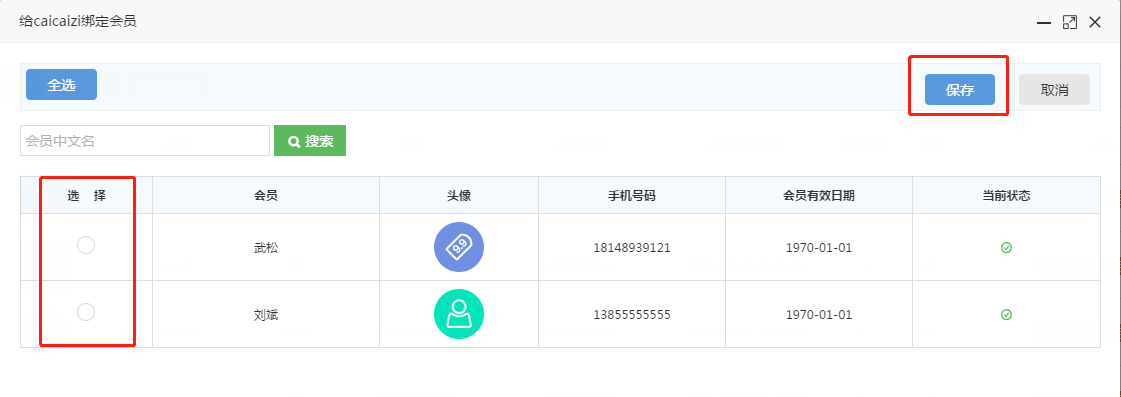 给caicaizi绑定会员
全选
保存
取消
会员中文名
搜索
选 择 会员 头像 手机号码 会员有效日期 当前状态
武松 9.9 18148939121 1970-01-01
刘斌 13855555555 1970-01-01